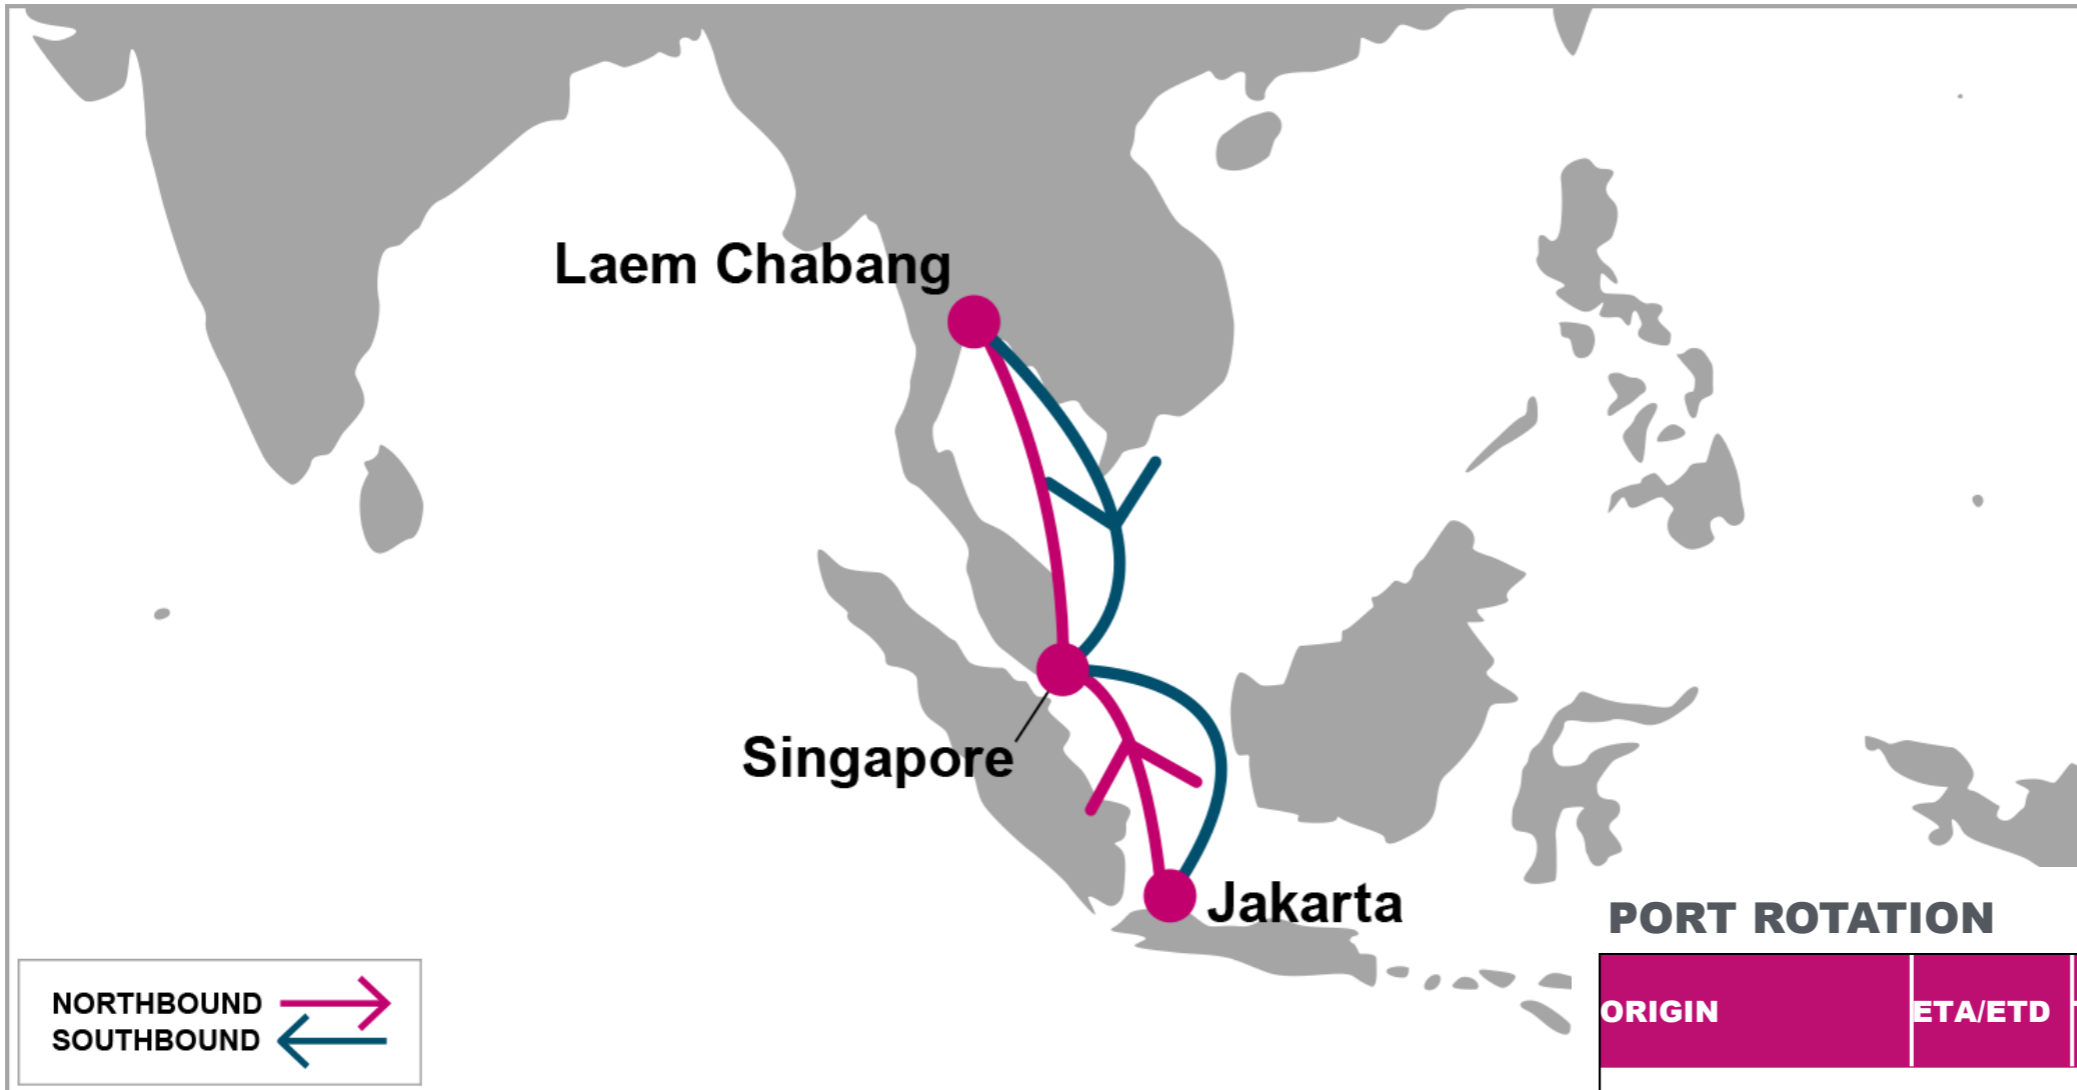 Laem Chabang
Singapore
Jakarta
PORT ROTATION
ORIGIN ETA/ETD
NORTHBOUND
SOUTHBOUND